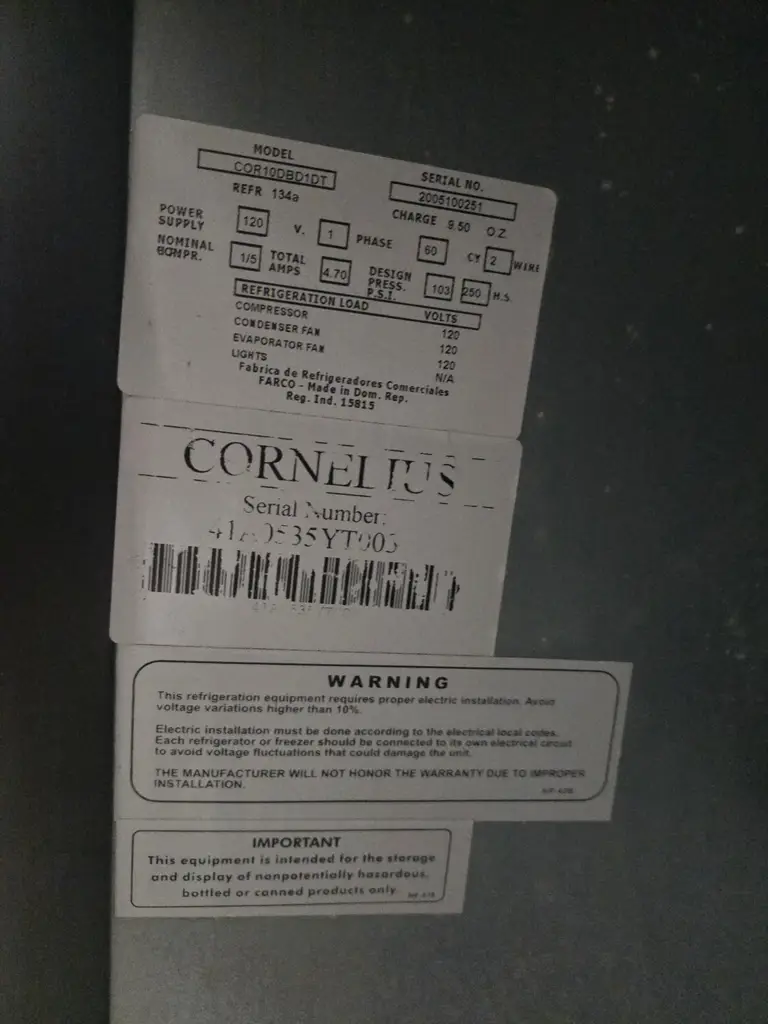 MODEL
COR10DBD1DT
SERIAL NO.
2005100251
REFR 134a
CHARGE 9.50 OZ
POWER SUPPLY 120 V. 1 PHASE 60 CY 2 WIRE
NOMINAL COMPR. 1/5 TOTAL AMPS 4.70 DESIGN PRESS. P.S.I. 103 250 H.S.
REFRIGERATION LOAD VOLTS
COMPRESSOR 120
CONDENSER FAN 120
EVAPORATOR FAN 120
LIGHTS N/A
Fabrica de Refrigeradores Comerciales
FARCO - Made in Dom. Rep.
Reg. Ind. 15815
CORNELIUS
Serial Number:
WARNING
This refrigeration equipment requires proper electric installation. Avoid
voltage variations higher than 10%.
Electric installation must be done according to the electrical local codes.
Each refrigerator or freezer should be connected to its own electrical circuit
to avoid voltage fluctuations that could damage the unit.
THE MANUFACTURER WILL NOT HONOR THE WARRANTY DUE TO IMPROPER
INSTALLATION.
IMPORTANT
This equipment is intended for the storage
and display of nonpotentially hasardous,
bottled or canned products only